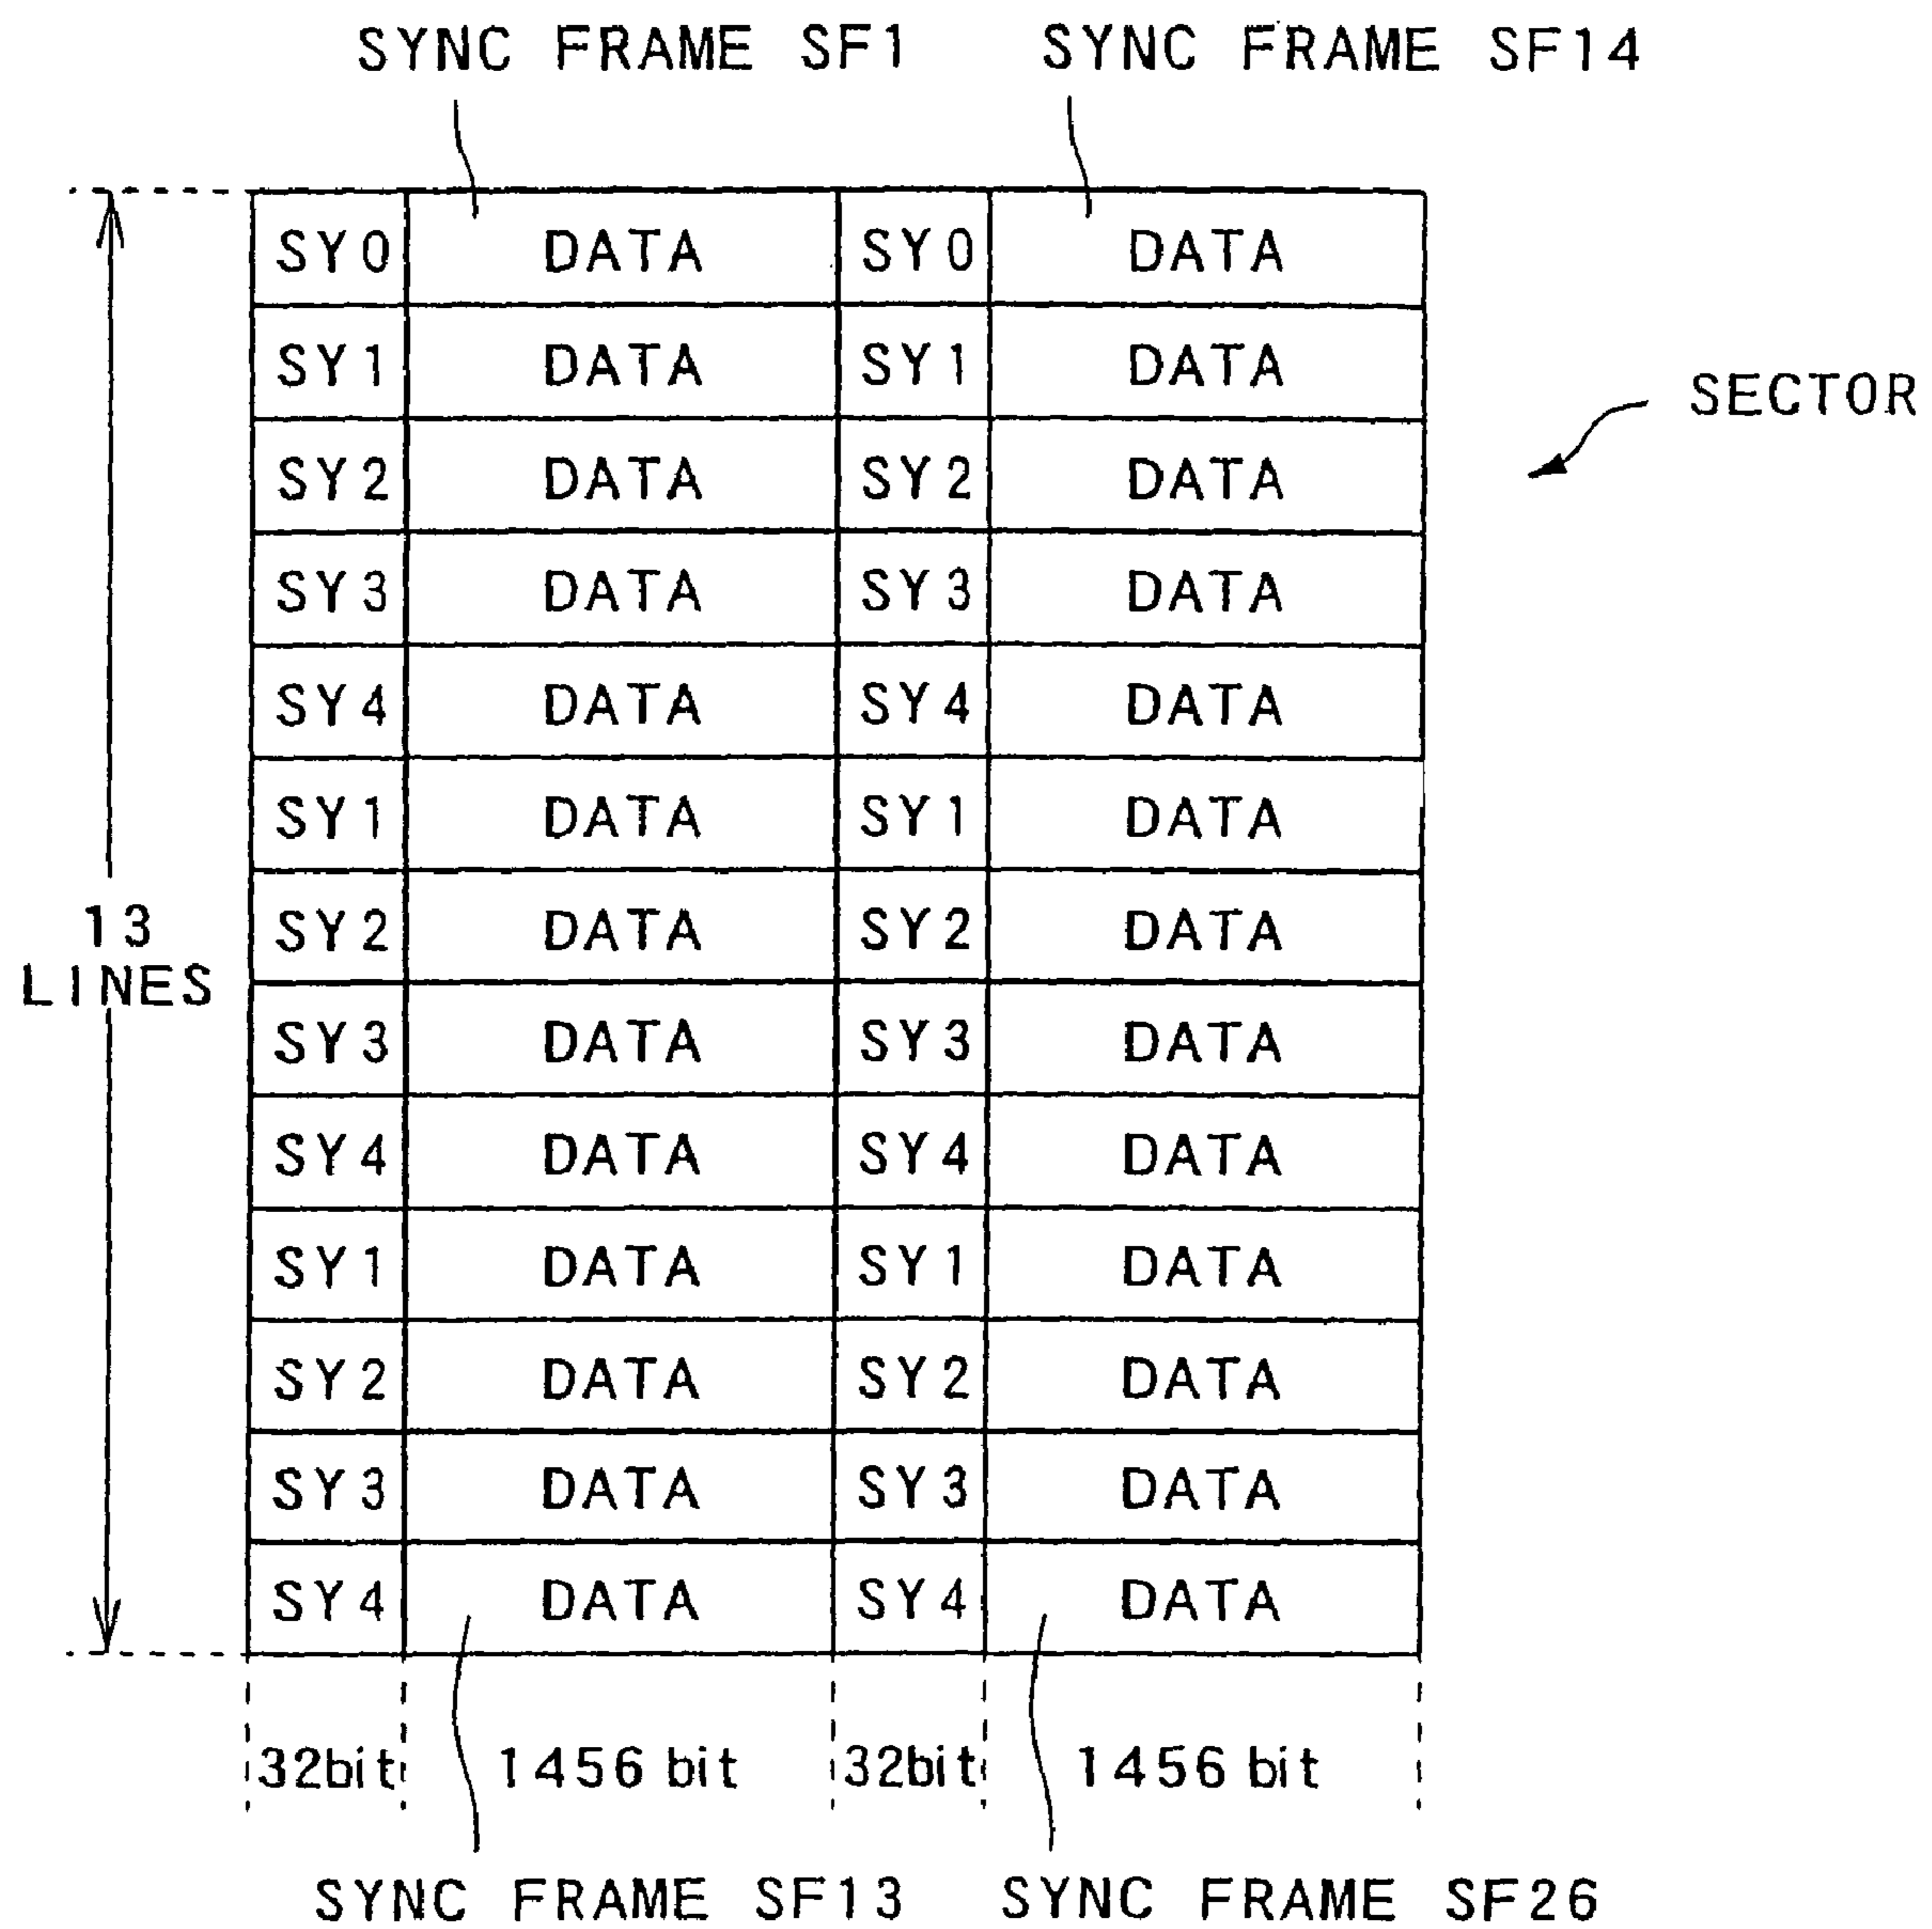 SYNC FRAME SF1 SYNC FRAME SF14
SY0 DATA SY0 DATA
SY1 DATA SY1 DATA
SECTOR
SY2 DATA SY2 DATA
SY3 DATA SY3 DATA
SY4 DATA SY4 DATA
SY1 DATA SY1 DATA
13
LINES
SY2 DATA SY2 DATA
SY3 DATA SY3 DATA
SY4 DATA SY4 DATA
SY1 DATA SY1 DATA
SY2 DATA SY2 DATA
SY3 DATA SY3 DATA
SY4 DATA SY4 DATA
32bit 1456 bit 32bit 1456 bit
SYNC FRAME SF13 SYNC FRAME SF26